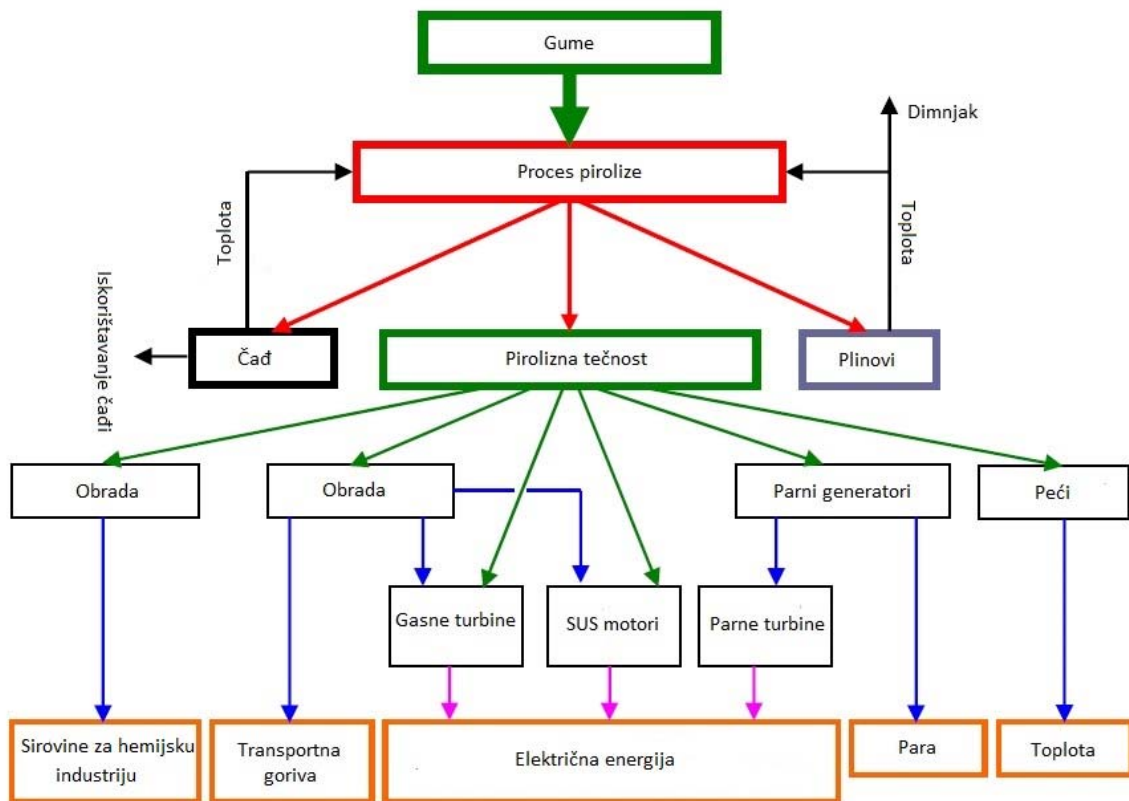 Gume
Dimnjak
Proces pirolize
Toplota
Toplota
Iskorištavanje čađi
Čađ
Pirolizna tečnost
Plinovi
Obrada
Obrada
Parni generatori
Peći
Gasne turbine
SUS motori
Parne turbine
Sirovine za hemijsku
industriju
Transportna
goriva
Električna energija
Para
Toplota